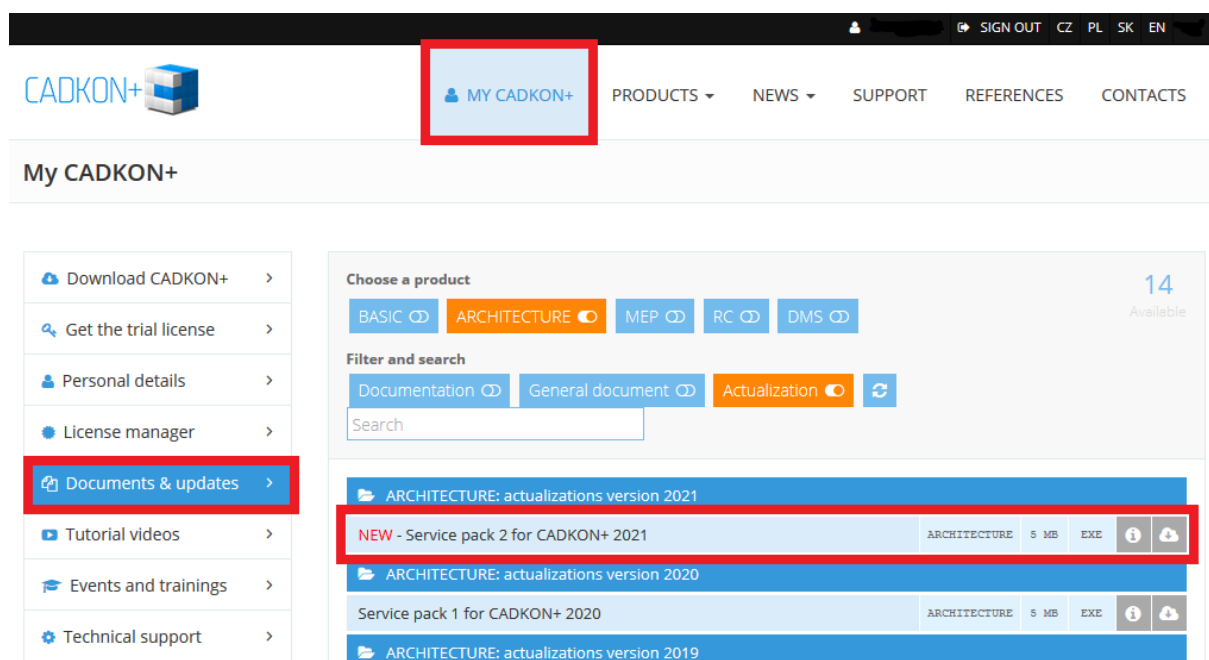 SIGN OUT CZ PL SK EN
CADKON+
MY CADKON+ PRODUCTS NEWS SUPPORT REFERENCES CONTACTS
My CADKON+
Download CADKON+
Get the trial license
Personal details
License manager
Documents & updates
Tutorial videos
Events and trainings
Technical support
Choose a product
14
Available
BASIC ARCHITECTURE MEP RC DMS
Filter and search
Documentation General document Actualization
Search
ARCHITECTURE: actualizations version 2021
NEW - Service pack 2 for CADKON+ 2021 ARCHITECTURE 5 MB EXE
ARCHITECTURE: actualizations version 2020
Service pack 1 for CADKON+ 2020 ARCHITECTURE 5 MB EXE
ARCHITECTURE: actualizations version 2019